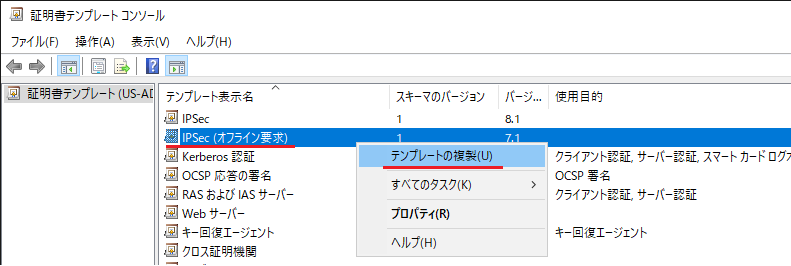 証明書テンプレート コンソール
ファイル(F) 操作(A) 表示(V) ヘルプ(H)
証明書テンプレート (US-AD
テンプレート表示名 スキーマのバージョン バージ... 使用目的
IPSec 1 8.1
IPSec (オフライン要求) 1 7.1
テンプレートの複製(U)
Kerberos 認証 クライアント認証, サーバー認証, スマート カード ログオ
OCSP 応答の署名 OCSP 署名
すべてのタスク(K)
RAS および IAS サーバー クライアント認証, サーバー認証
Web サーバー
プロパティ(R)
キー回復エージェント キー回復エージェント
ヘルプ(H)
クロス証明機関